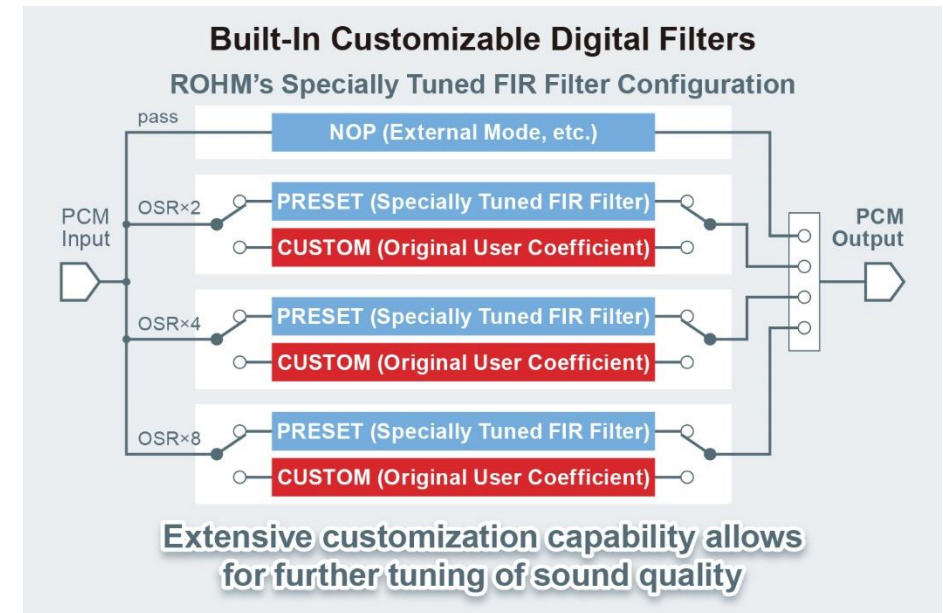 Built-In Customizable Digital Filters
ROHM's Specially Tuned FIR Filter Configuration
pass
NOP (External Mode, etc.)
PCM
Input
OSR×2
PRESET (Specially Tuned FIR Filter)
CUSTOM (Original User Coefficient)
PCM
Output
OSR×4
PRESET (Specially Tuned FIR Filter)
CUSTOM (Original User Coefficient)
OSR×8
PRESET (Specially Tuned FIR Filter)
CUSTOM (Original User Coefficient)
Extensive customization capability allows
for further tuning of sound quality